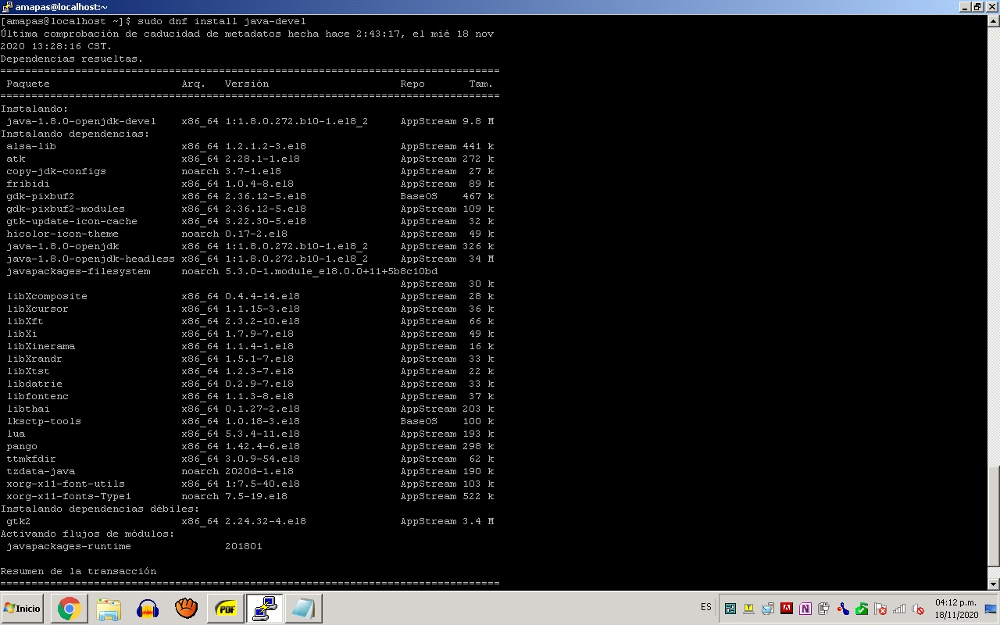 amapas@localhost:~
[amapas@localhost ~]$ sudo dnf install java-devel
Última comprobación de caducidad de metadatos hecha hace 2:43:17, el mié 18 nov
2020 13:28:16 CST.
Dependencias resueltas.
================================================================================
Paquete Arq. Versión Repo Tam.
================================================================================
Instalando:
java-1.8.0-openjdk-devel x86_64 1:1.8.0.272.b10-1.el8_2 AppStream 9.8 M
Instalando dependencias:
alsa-lib x86_64 1.2.1.2-3.el8 AppStream 441 k
atk x86_64 2.28.1-1.el8 AppStream 272 k
copy-jdk-configs noarch 3.7-1.el8 AppStream 27 k
fribidi x86_64 1.0.4-8.el8 AppStream 89 k
gdk-pixbuf2 x86_64 2.36.12-5.el8 BaseOS 467 k
gdk-pixbuf2-modules x86_64 2.36.12-5.el8 AppStream 109 k
gtk-update-icon-cache x86_64 3.22.30-5.el8 AppStream 32 k
hicolor-icon-theme noarch 0.17-2.el8 AppStream 49 k
java-1.8.0-openjdk x86_64 1:1.8.0.272.b10-1.el8_2 AppStream 326 k
java-1.8.0-openjdk-headless x86_64 1:1.8.0.272.b10-1.el8_2 AppStream 34 M
javapackages-filesystem noarch 5.3.0-1.module_el8.0.0+11+5b8c10bd
AppStream 30 k
libXcomposite x86_64 0.4.4-14.el8 AppStream 28 k
libXcursor x86_64 1.1.15-3.el8 AppStream 36 k
libXft x86_64 2.3.2-10.el8 AppStream 66 k
libXi x86_64 1.7.9-7.el8 AppStream 49 k
libXinerama x86_64 1.1.4-1.el8 AppStream 16 k
libXrandr x86_64 1.5.1-7.el8 AppStream 33 k
libXtst x86_64 1.2.3-7.el8 AppStream 22 k
libdatrie x86_64 0.2.9-7.el8 AppStream 33 k
libfontenc x86_64 1.1.3-8.el8 AppStream 37 k
libthai x86_64 0.1.27-2.el8 AppStream 203 k
lksctp-tools x86_64 1.0.18-3.el8 BaseOS 100 k
lua x86_64 5.3.4-11.el8 AppStream 193 k
pango x86_64 1.42.4-6.el8 AppStream 298 k
ttmkfdir x86_64 3.0.9-54.el8 AppStream 62 k
tzdata-java noarch 2020d-1.el8 AppStream 190 k
xorg-x11-font-utils x86_64 1:7.5-40.el8 AppStream 103 k
xorg-x11-fonts-Type1 noarch 7.5-19.el8 AppStream 522 k
Instalando dependencias débiles:
gtk2 x86_64 2.24.32-4.el8 AppStream 3.4 M
Activando flujos de módulos:
javapackages-runtime 201801
Resumen de la transacción
================================================================================
Inicio PDF ES 04:12 p.m.
18/11/2020